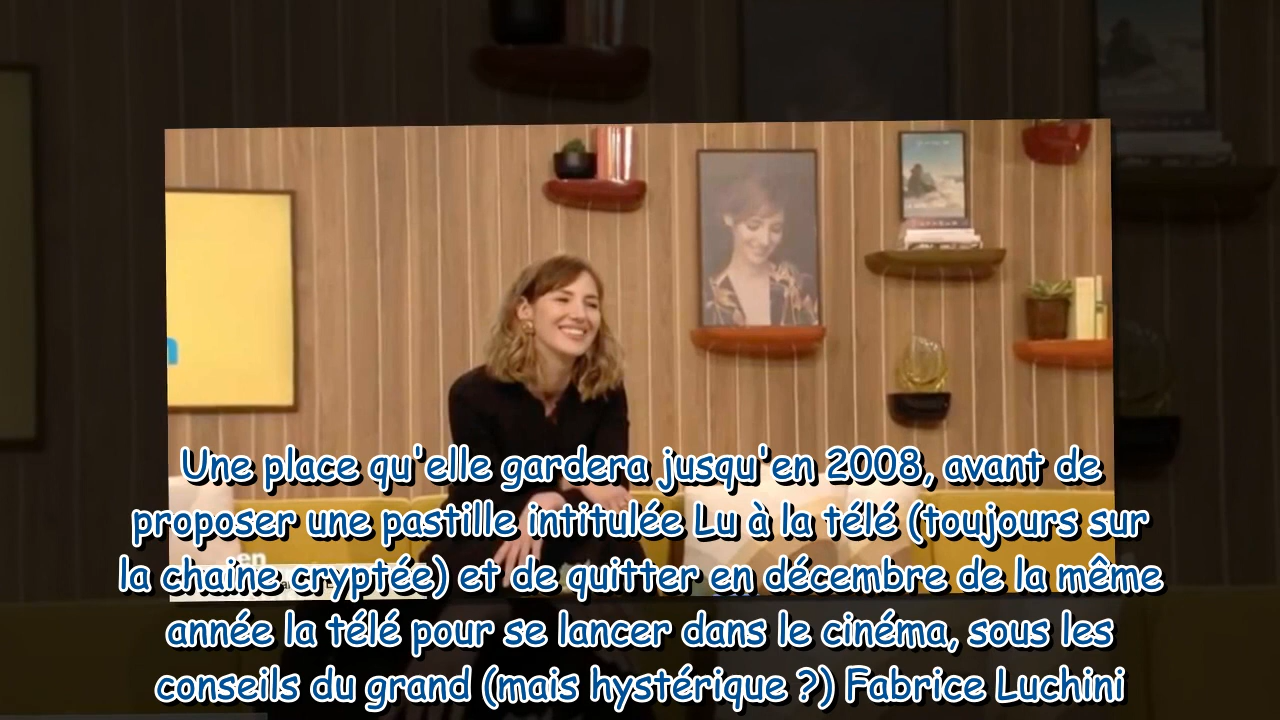 Une place qu'elle gardera jusqu'en 2008, avant de
proposer une pastille intitulée Lu à la télé (toujours sur
la chaine cryptée) et de quitter en décembre de la même
année la télé pour se lancer dans le cinéma, sous les
conseils du grand (mais hystérique ?) Fabrice Luchini